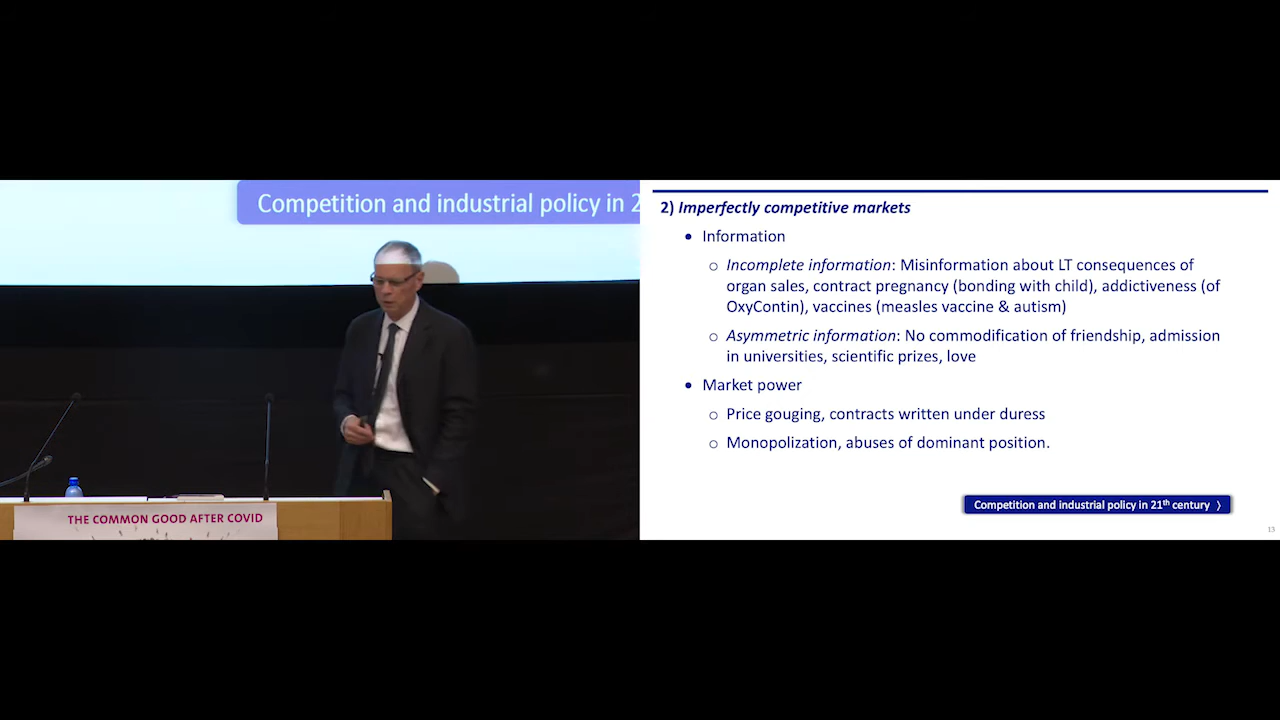 Competition and industrial policy in 2
THE COMMON GOOD AFTER COVID
2) Imperfectly competitive markets
• Information
o Incomplete information: Misinformation about LT consequences of
organ sales, contract pregnancy (bonding with child), addictiveness (of
OxyContin), vaccines (measles vaccine & autism)
o Asymmetric information: No commodification of friendship, admission
in universities, scientific prizes, love
• Market power
o Price gouging, contracts written under duress
o Monopolization, abuses of dominant position.
Competition and industrial policy in 21th century ⟩
13